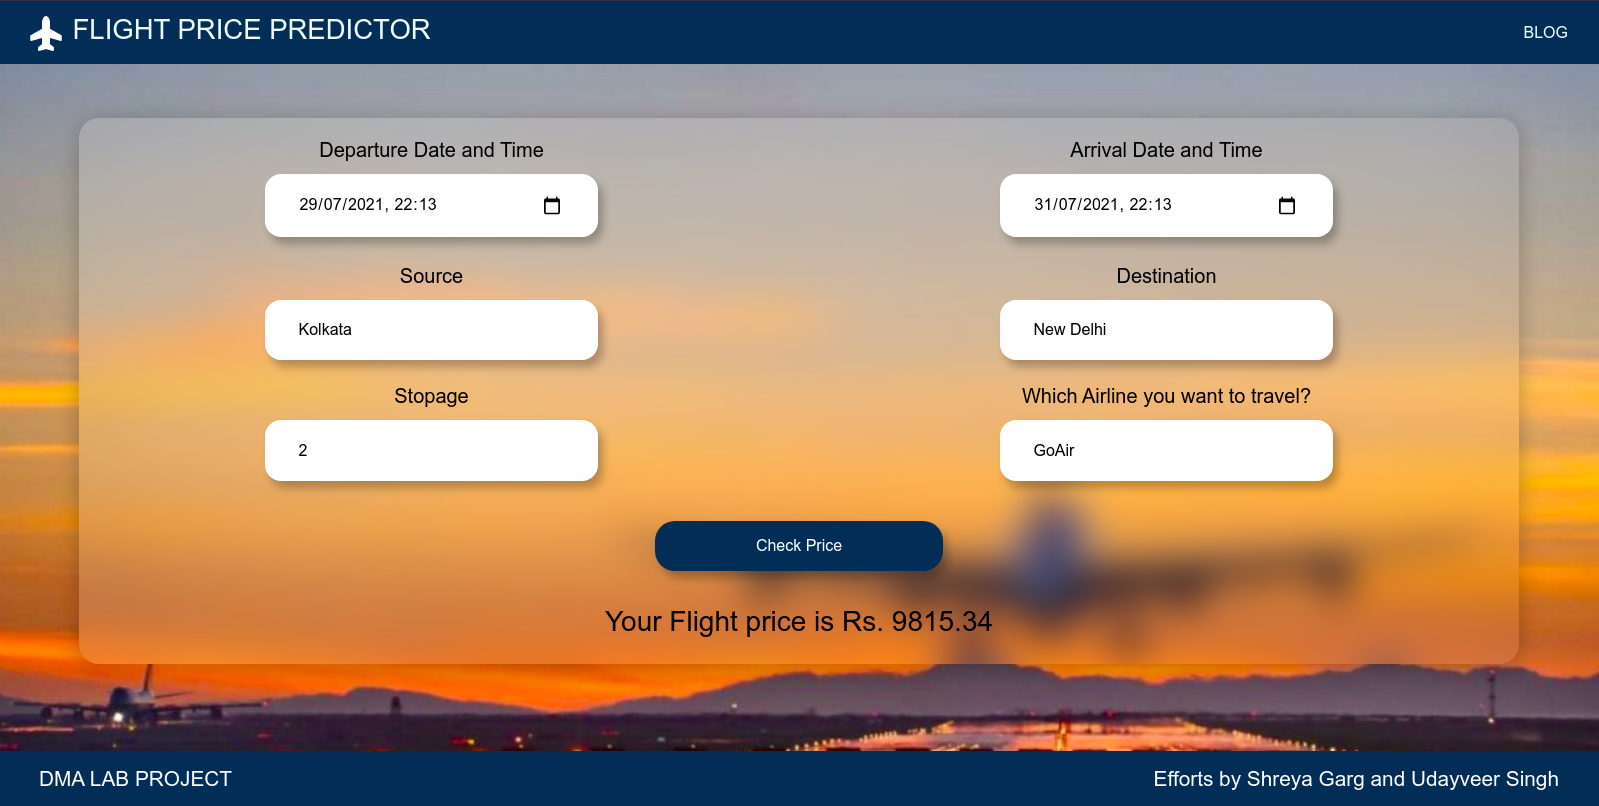 FLIGHT PRICE PREDICTOR
BLOG
Departure Date and Time
Arrival Date and Time
29/07/2021, 22:13
31/07/2021, 22:13
Source
Destination
Kolkata
New Delhi
Stopage
Which Airline you want to travel?
2
GoAir
Check Price
Your Flight price is Rs. 9815.34
DMA LAB PROJECT
Efforts by Shreya Garg and Udayveer Singh